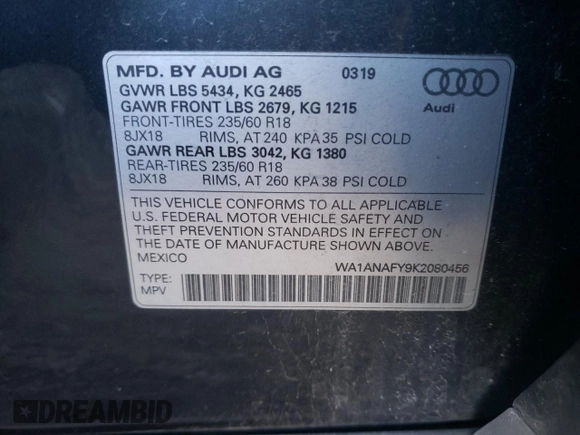 MFD. BY AUDI AG 0319
GVWR LBS 5434, KG 2465
GAWR FRONT LBS 2679, KG 1215
FRONT-TIRES 235/60 R18
8JX18 RIMS, AT 240 KPA 35 PSI COLD
GAWR REAR LBS 3042, KG 1380
REAR-TIRES 235/60 R18
8JX18 RIMS, AT 260 KPA 38 PSI COLD
Audi
THIS VEHICLE CONFORMS TO ALL APPLICABLE
U.S. FEDERAL MOTOR VEHICLE SAFETY AND
THEFT PREVENTION STANDARDS IN EFFECT ON
THE DATE OF MANUFACTURE SHOWN ABOVE.
MEXICO WA1ANAFY9K2080456
TYPE:
MPV
DREAMBID